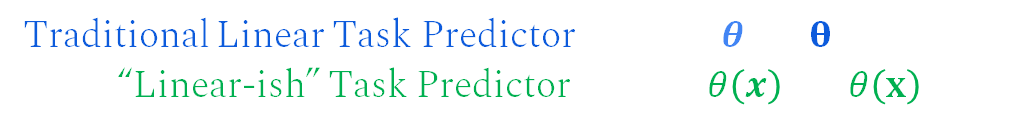 Traditional Linear Task Predictor θ θ
“Linear-ish” Task Predictor θ(x) θ(x)